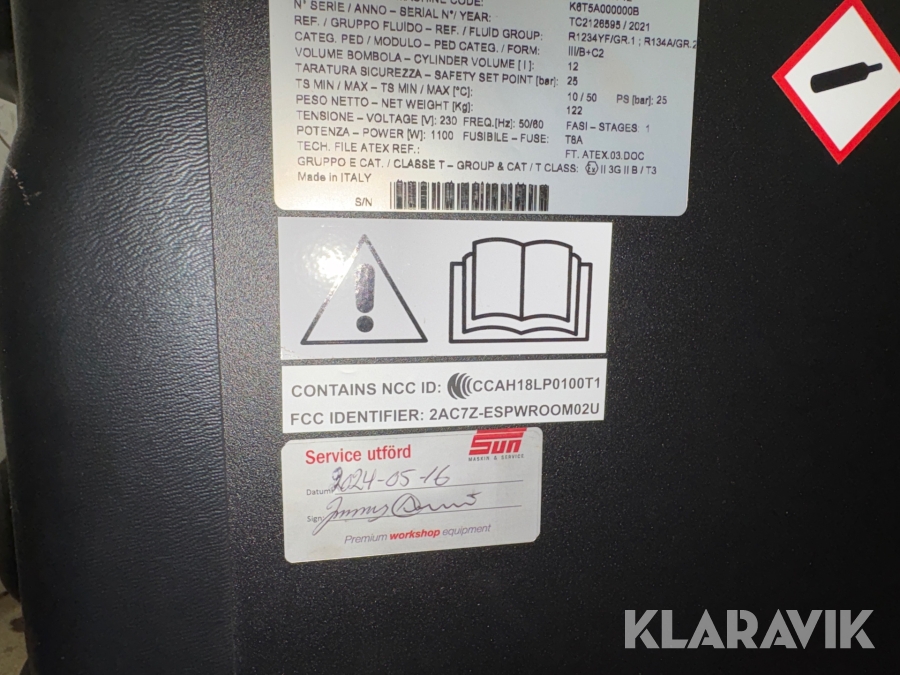 MACHINE CODE:
K6T5A000000B
N° SERIE / ANNO – SERIAL N°/ YEAR: TC2126595 / 2021
REF. / GRUPPO FLUIDO – REF. / FLUID GROUP: R1234YF/GR.1 ; R134A/GR.2
CATEG. PED / MODULO – PED CATEG. / FORM: III/B+C2
VOLUME BOMBOLA – CYLINDER VOLUME [ l ]: 12
TARATURA SICUREZZA – SAFETY SET POINT [bar]: 25
TS MIN / MAX – TS MIN / MAX [°C]: 10 / 50 PS [bar]: 25
PESO NETTO – NET WEIGHT [Kg]: 122
TENSIONE – VOLTAGE [V]: 230 FREQ.[Hz]: 50/60 FASI – STAGES: 1
POTENZA – POWER [W]: 1100 FUSIBILE – FUSE: T8A
TECH. FILE ATEX REF.: FT. ATEX.03.DOC
GRUPPO E CAT. / CLASSE T – GROUP & CAT / T CLASS: Ex II 3G II B / T3
Made in ITALY
S/N
CONTAINS NCC ID: CCAH18LP0100T1
FCC IDENTIFIER: 2AC7Z-ESPWROOM02U
Service utförd
Sun
MASKIN & SERVICE
Datum: 2024-05-16
Sign: Jimmy
Premium workshop equipment
KLARAVIK